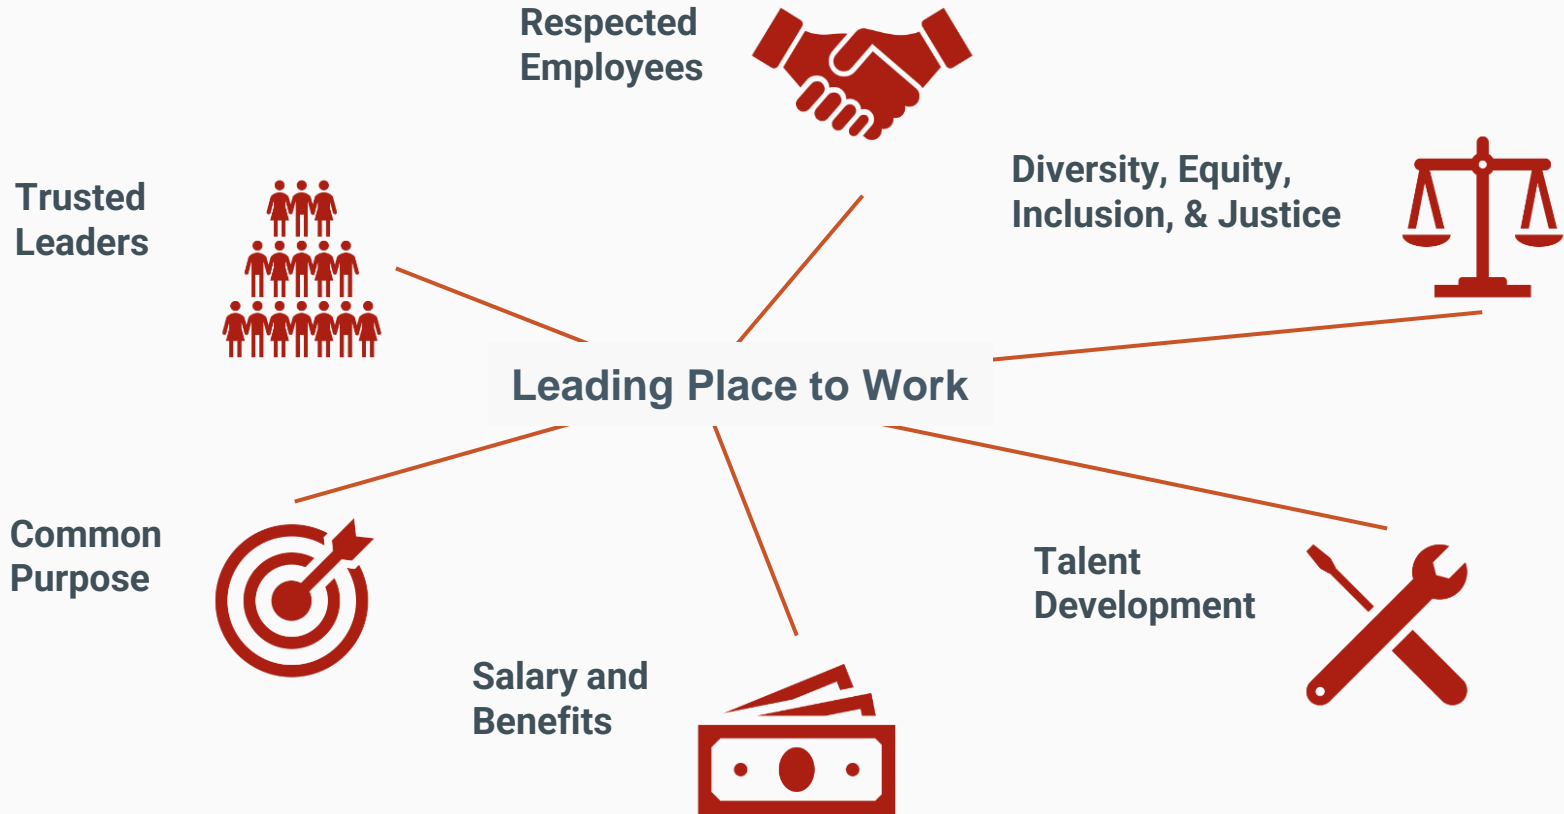 Respected
Employees
Diversity, Equity,
Inclusion, & Justice
Trusted
Leaders
Leading Place to Work
Common
Purpose
Talent
Development
Salary and
Benefits